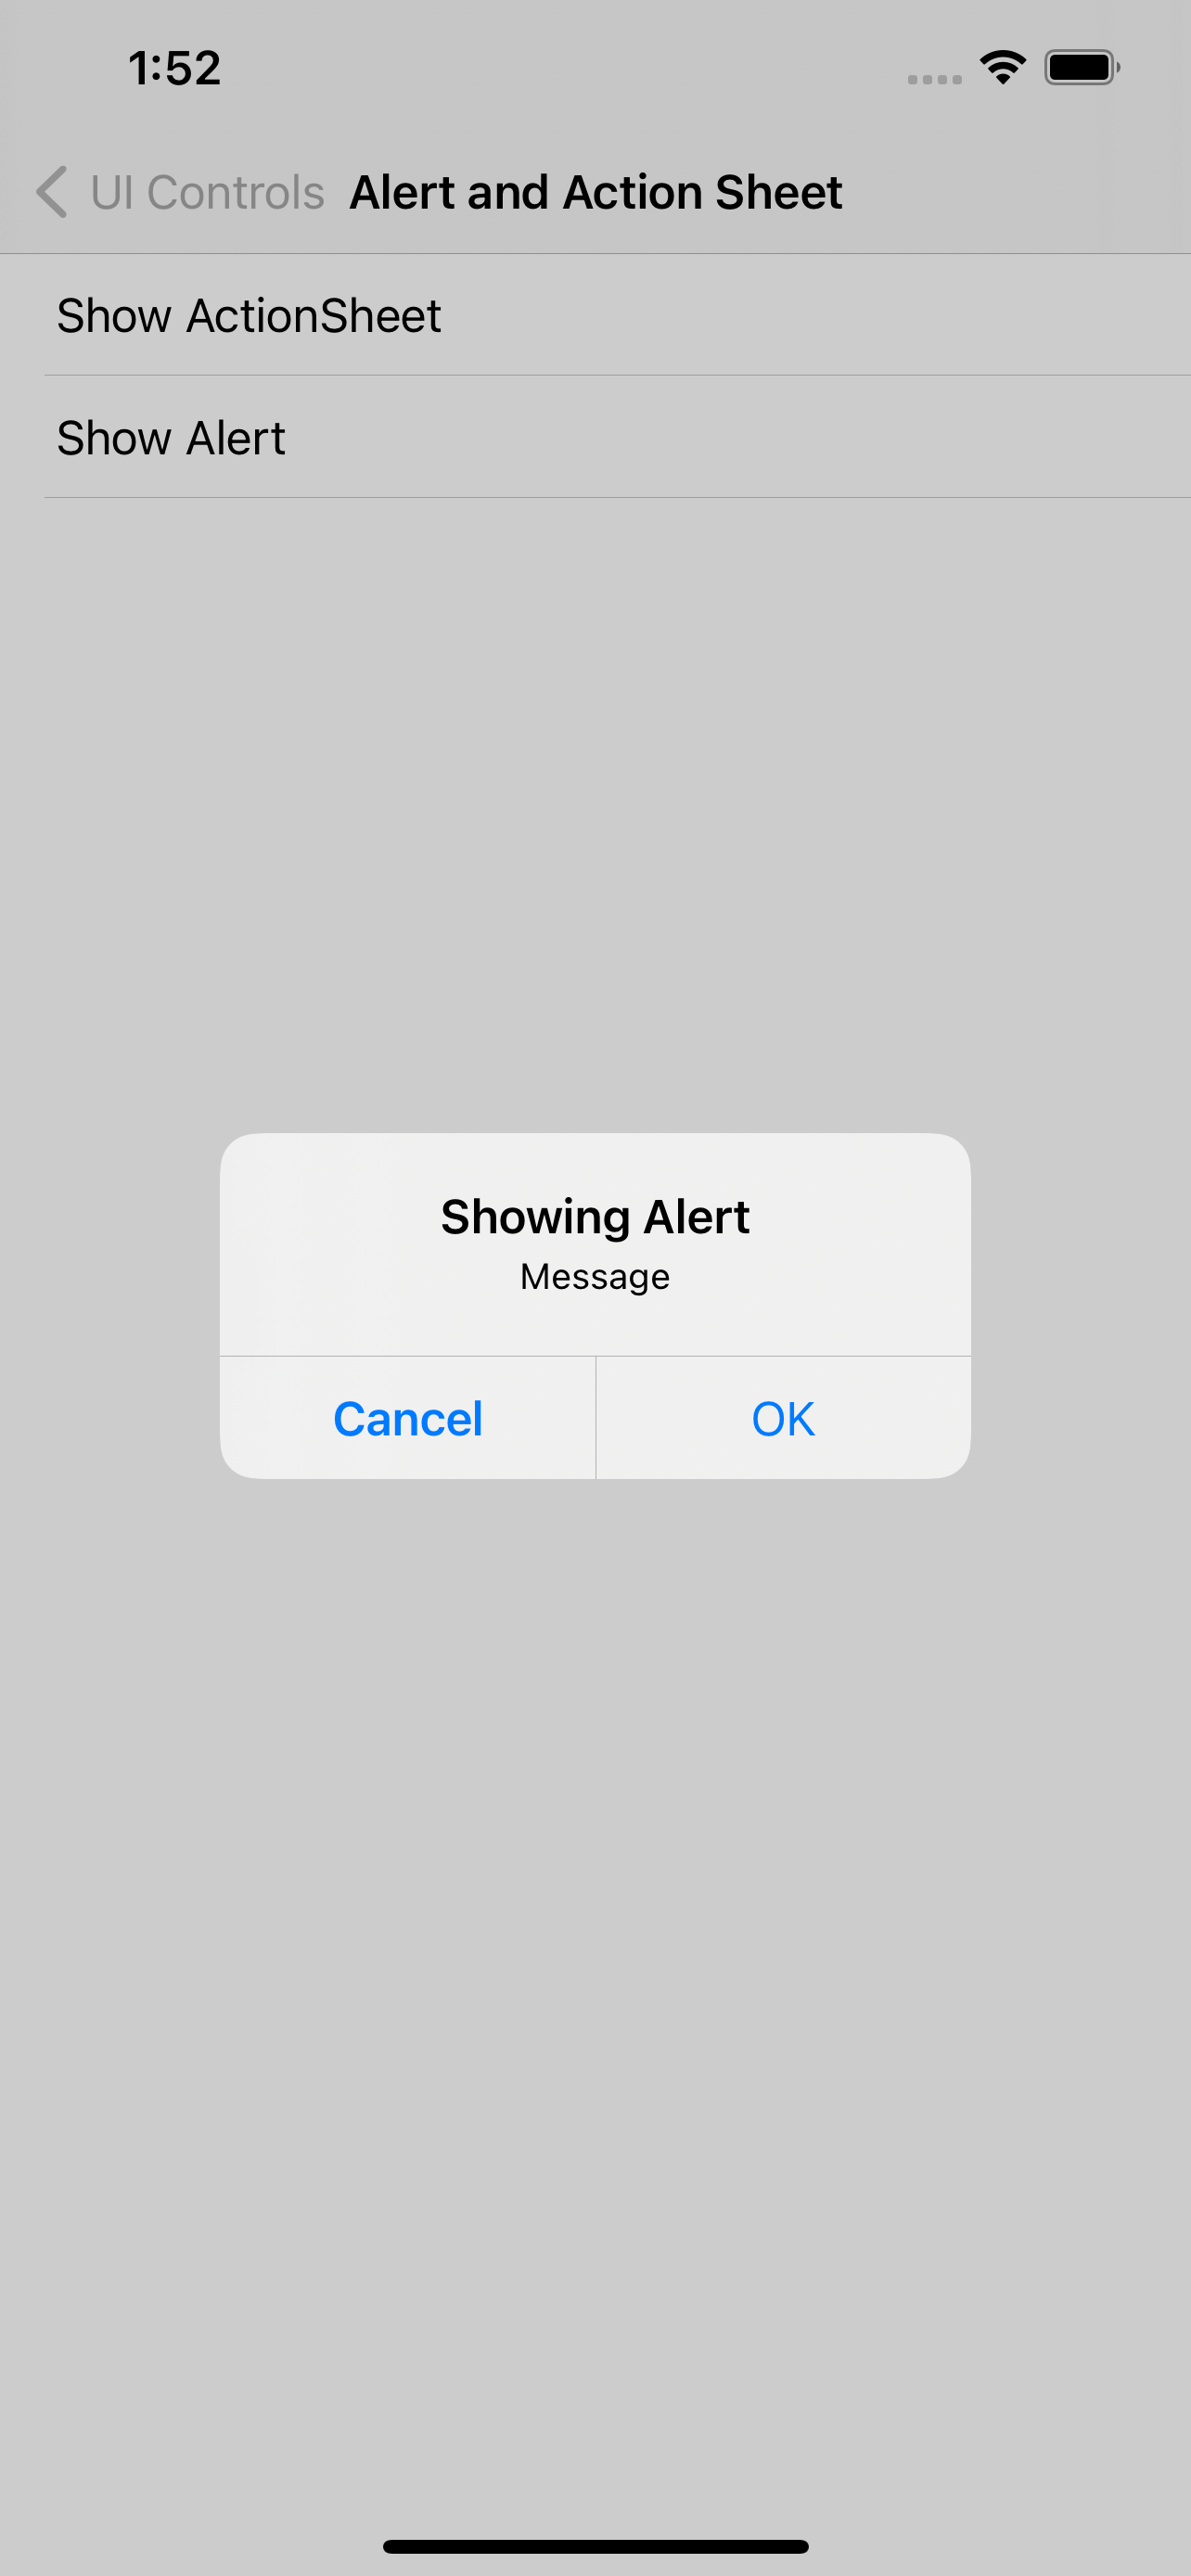 1:52
UI Controls Alert and Action Sheet
Show ActionSheet
Show Alert
Showing Alert
Message
Cancel OK